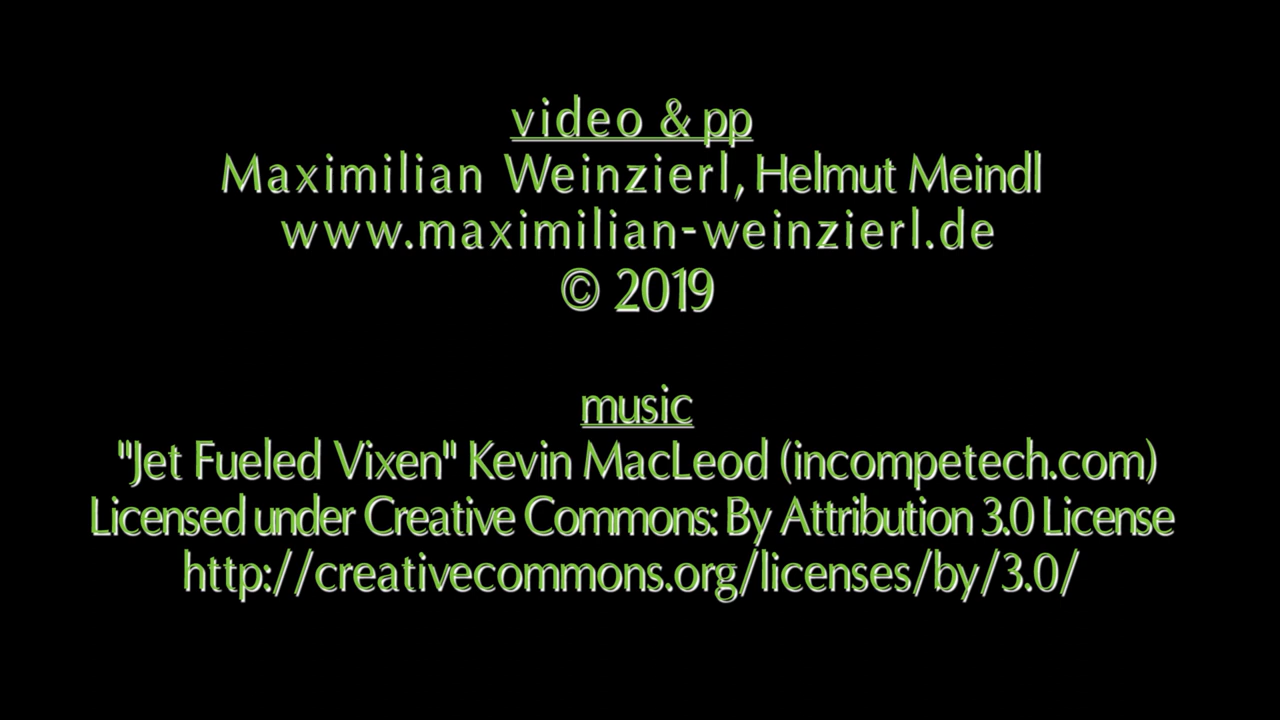 video & pp
Maximilian Weinzierl, Helmut Meindl
www.maximilian-weinzierl.de
© 2019
music
"Jet Fueled Vixen" Kevin MacLeod (incompetech.com)
Licensed under Creative Commons: By Attribution 3.0 License
http://creativecommons.org/licenses/by/3.0/